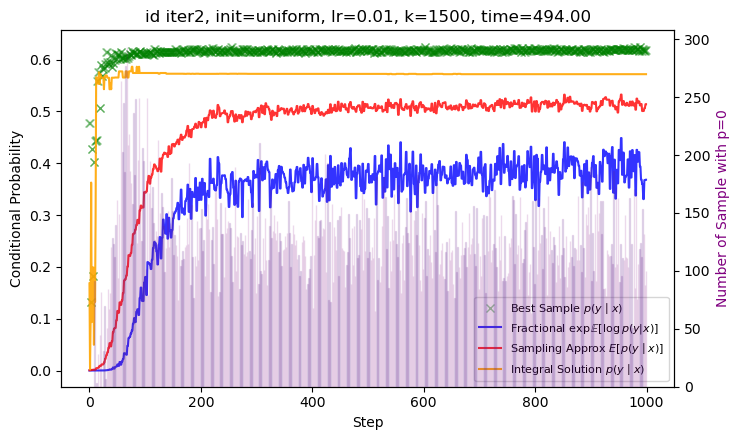 id iter2, init=uniform, lr=0.01, k=1500, time=494.00
Conditional Probability
0.6
0.5
0.4
0.3
0.2
0.1
0.0
300
250
200
150
100
50
0
Number of Sample with p=0
Best Sample p(y | x)
Fractional exp𝔼[log p(y|x)]
Sampling Approx E[p(y | x)]
Integral Solution p(y | x)
0
200
400
600
800
1000
Step